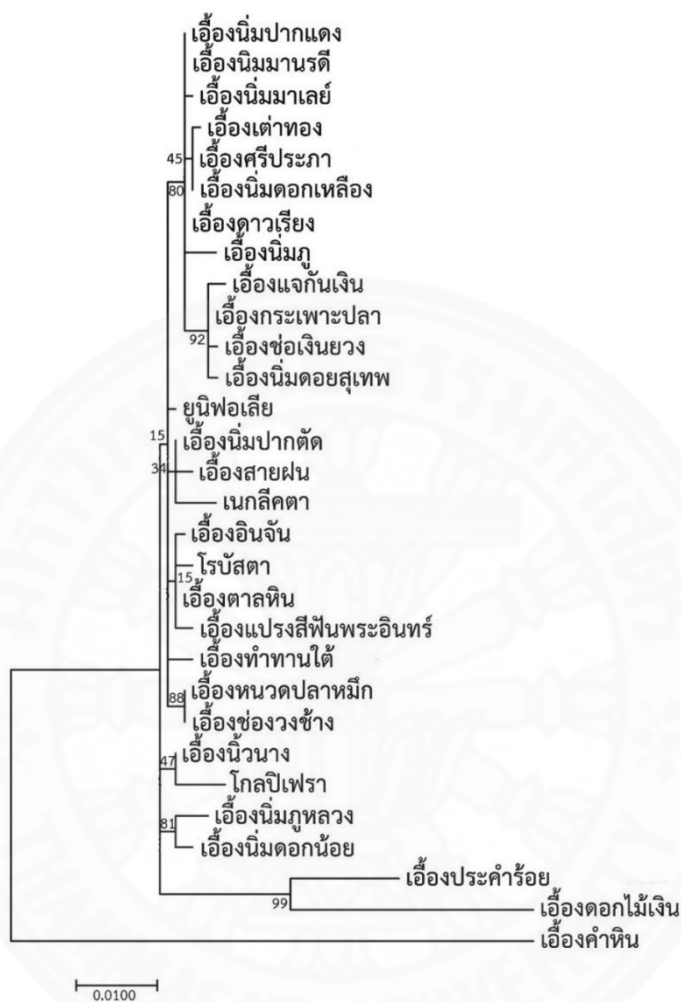 เอื้องนิ่มปากแดง
เอื้องนิมมานรดี
เอื้องนิ่มมาเลย์
เอื้องเต่าทอง
45
เอื้องศรีประภา
80
เอื้องนิ่มดอกเหลือง
เอื้องดาวเรียง
เอื้องนิ่มภู
เอื้องแจกันเงิน
เอื้องกระเพาะปลา
92
เอื้องช่อเงินยวง
เอื้องนิ่มดอยสุเทพ
ยูนิฟอเลีย
15
เอื้องนิ่มปากตัด
34
เอื้องสายฝน
เนกลีคตา
เอื้องอินจัน
โรบัสตา
15
เอื้องตาลหิน
เอื้องแปรงสีฟันพระอินทร์
เอื้องทำทานใต้
88
เอื้องหนวดปลาหมึก
เอื้องช่องวงช้าง
เอื้องนิ้วนาง
47
โกลปิเฟรา
เอื้องนิ่มภูหลวง
81
เอื้องนิ่มดอกน้อย
เอื้องประคำร้อย
99
เอื้องดอกไม้เงิน
เอื้องคำหิน
0.0100